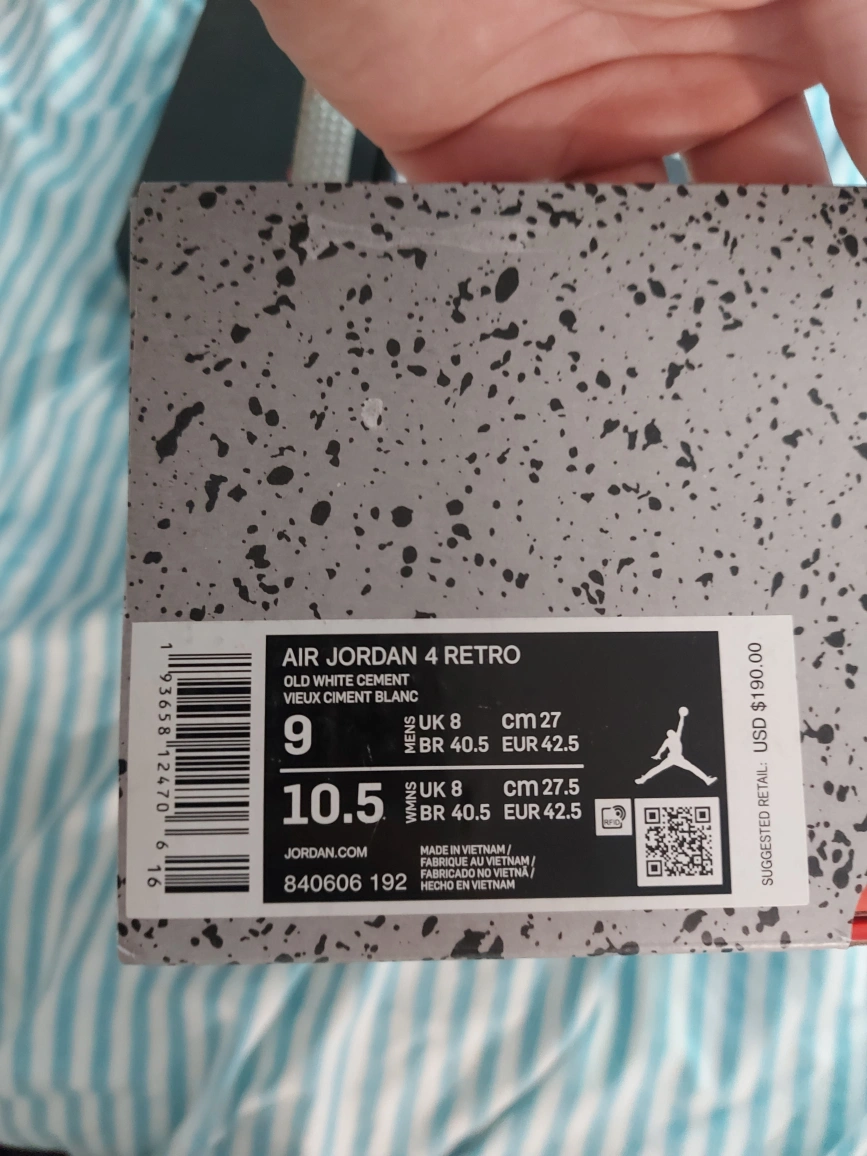 AIR JORDAN 4 RETRO
OLD WHITE CEMENT
VIEUX CIMENT BLANC
9
MENS
UK 8 cm 27
BR 40.5 EUR 42.5
10.5
WMNS
UK 8 cm 27.5
BR 40.5 EUR 42.5
RFID
JORDAN.COM
840606 192
MADE IN VIETNAM /
FABRIQUE AU VIETNAM /
FABRICADO NO VIETNÃ /
HECHO EN VIETNAM
1 93658 12470 6 16
SUGGESTED RETAIL: USD $190.00